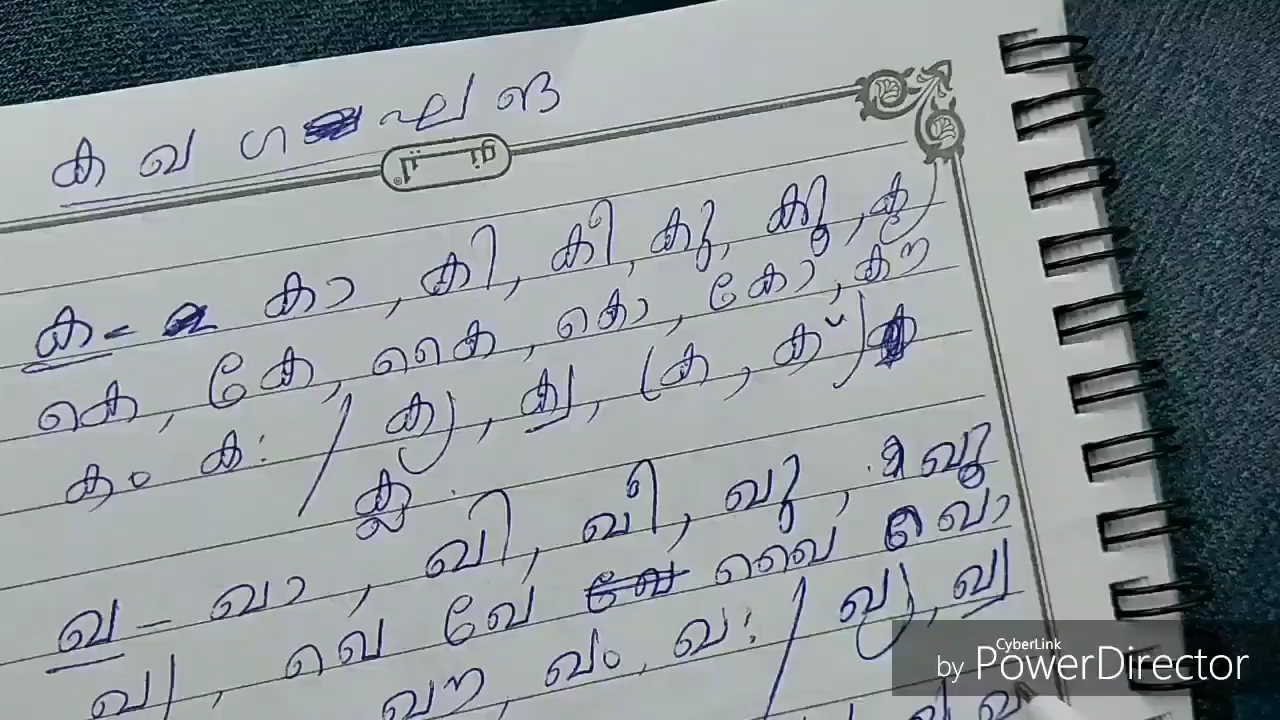 ക ഖ ഗ ഘ ങ
ക - കാ, കി, കീ, കു, കൂ, കൃ
കെ, കേ, കൈ, കൊ, കോ, കൗ
കം കഃ / ക്യ, ക്വ, ക്ര, ക്
ക്ല
ഖ - ഖാ, ഖി, ഖീ, ഖു, ഖൂ
ഖെ ഖേ ഖൈ ഖൊ
ഖൗ, ഖം, ഖഃ / ഖ്യ, ഖ്വ
CyberLink
by PowerDirector